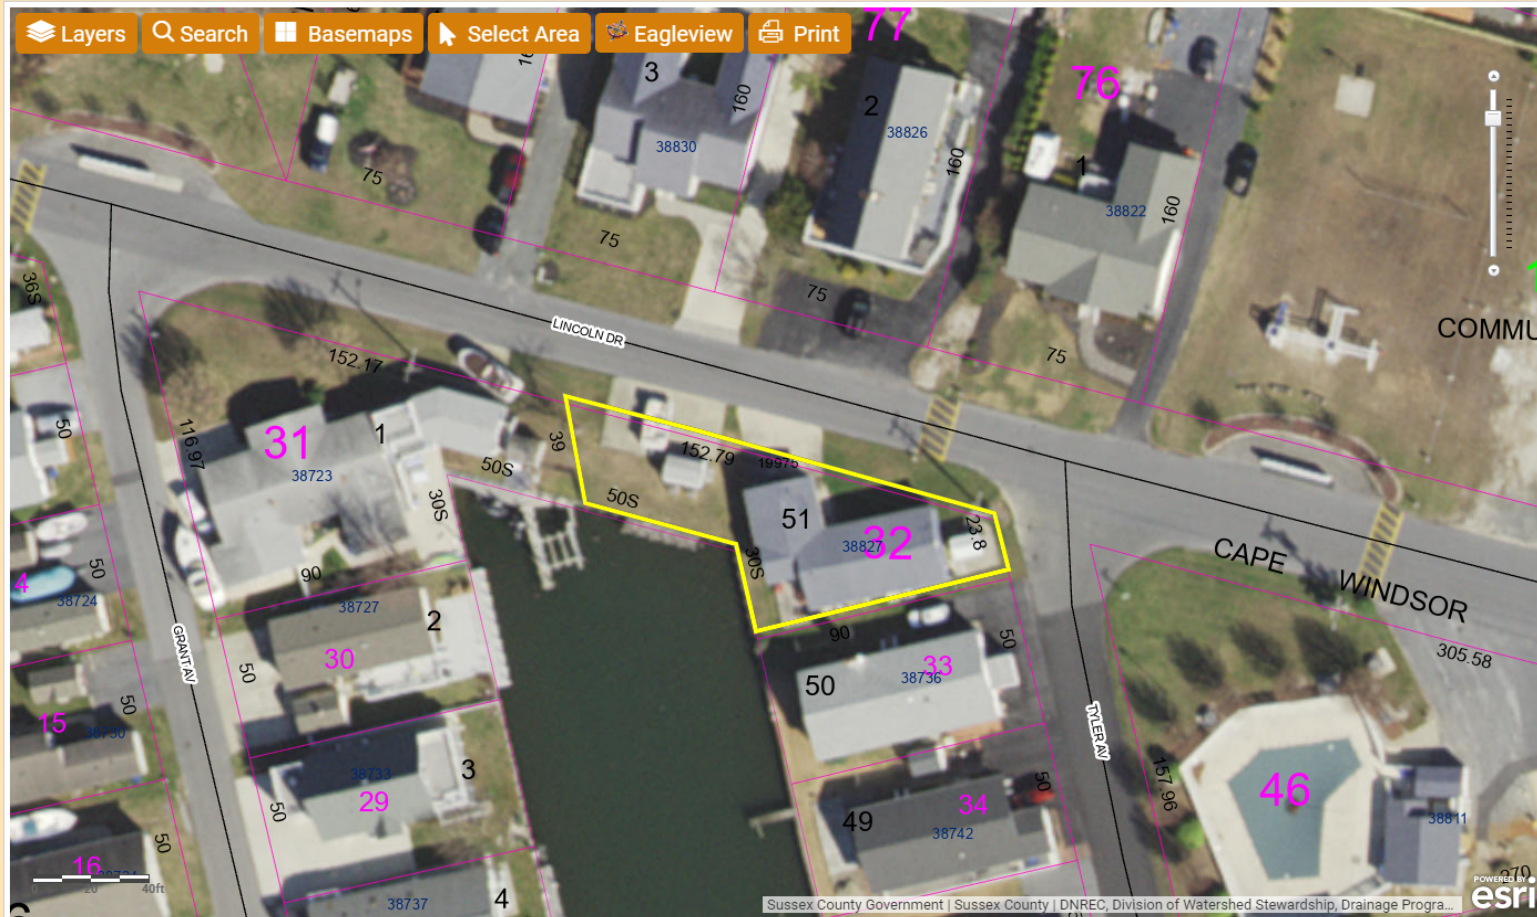 Layers
Search
Basemaps
Select Area
Eagleview
Print
77
3
160
2
38826
76
38830
160
1
75
38822
160
75
36S
75
COMMU
LINCOLN DR
75
152.17
50
116.97
31
1
38723
39
152.79
19975
50S
30S
50S
51
23.8
32
38827
30S
CAPE
WINDSOR
50
90
4
38724
38727
2
90
50
305.58
GRANT AV
30
50
33
38736
50
50
15
38730
TYLER AV
3
38733
29
50
50
157.96
46
34
49
38742
38811
50
16
38737
4
0 20 40ft
270
POWERED BY
esri
Sussex County Government | Sussex County | DNREC, Division of Watershed Stewardship, Drainage Progra...